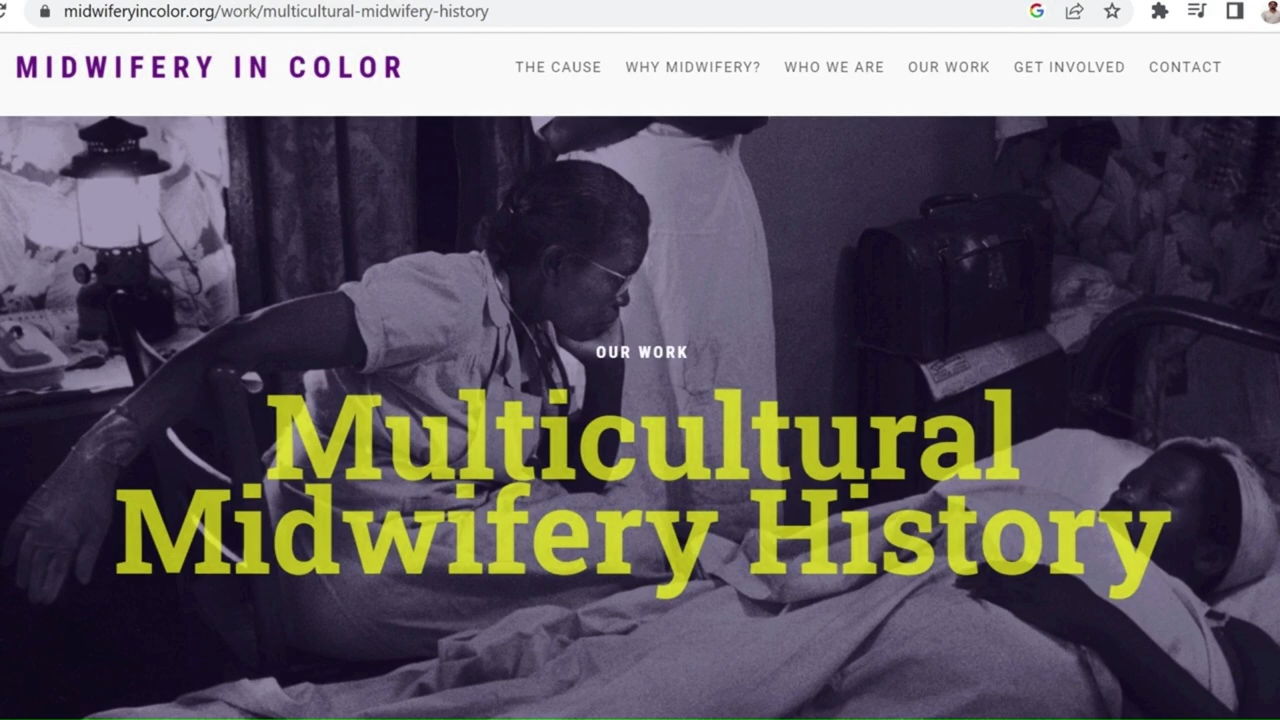 midwiferyincolor.org/work/multicultural-midwifery-history
MIDWIFERY IN COLOR
THE CAUSE WHY MIDWIFERY? WHO WE ARE OUR WORK GET INVOLVED CONTACT
OUR WORK
Multicultural
Midwifery History